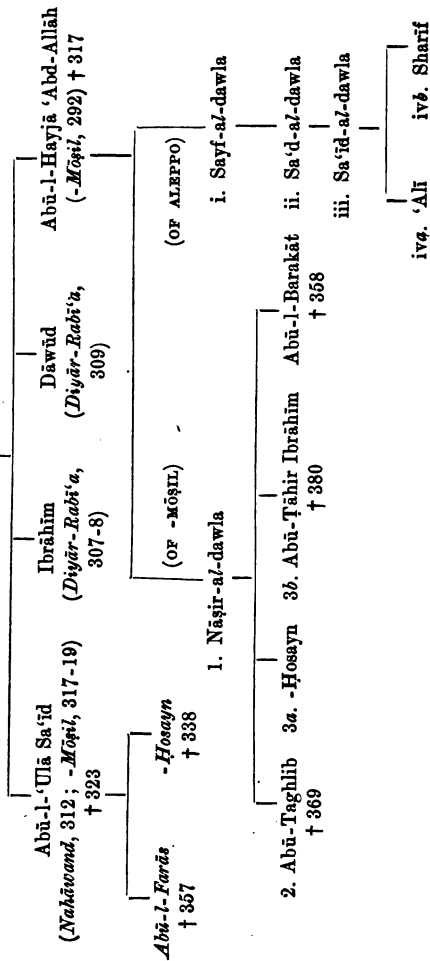 Abū-l-‘Ulā Sa‘īd
(Nahāwand, 312 ; -Mōṣil, 317-19)
† 323
Ibrāhīm
(Diyār-Rabī‘a,
307-8)
Dāwūd
(Diyār-Rabī‘a,
309)
Abū-l-Hayjā ‘Abd-Allāh
(-Mōṣil, 292) † 317
Abū-l-Farās
† 357
-Ḥosayn
† 338
(OF -MŌṢIL)
(OF ALEPPO)
1. Nāṣir-al-dawla
i. Sayf-al-dawla
2. Abū-Taghlib
† 369
3a. -Ḥosayn
3b. Abū-Ṭāhir Ibrāhīm
† 380
Abū-l-Barakāt
† 358
ii. Sa‘d-al-dawla
iii. Sa‘īd-al-dawla
iva. ‘Alī
ivb. Sharīf